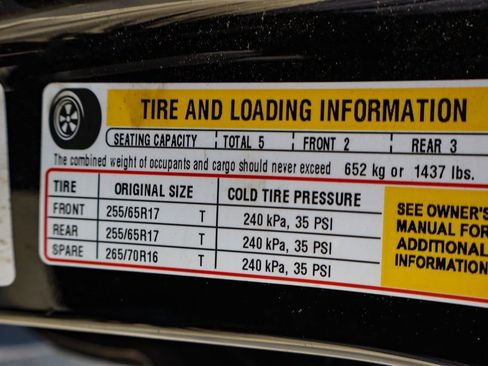 TIRE AND LOADING INFORMATION
SEATING CAPACITY TOTAL 5 FRONT 2 REAR 3
The combined weight of occupants and cargo should never exceed 652 kg or 1437 lbs.
TIRE ORIGINAL SIZE COLD TIRE PRESSURE
FRONT 255/65R17 T 240 kPa, 35 PSI
REAR 255/65R17 T 240 kPa, 35 PSI
SPARE 265/70R16 T 240 kPa, 35 PSI
SEE OWNER'S
MANUAL FOR
ADDITIONAL
INFORMATION